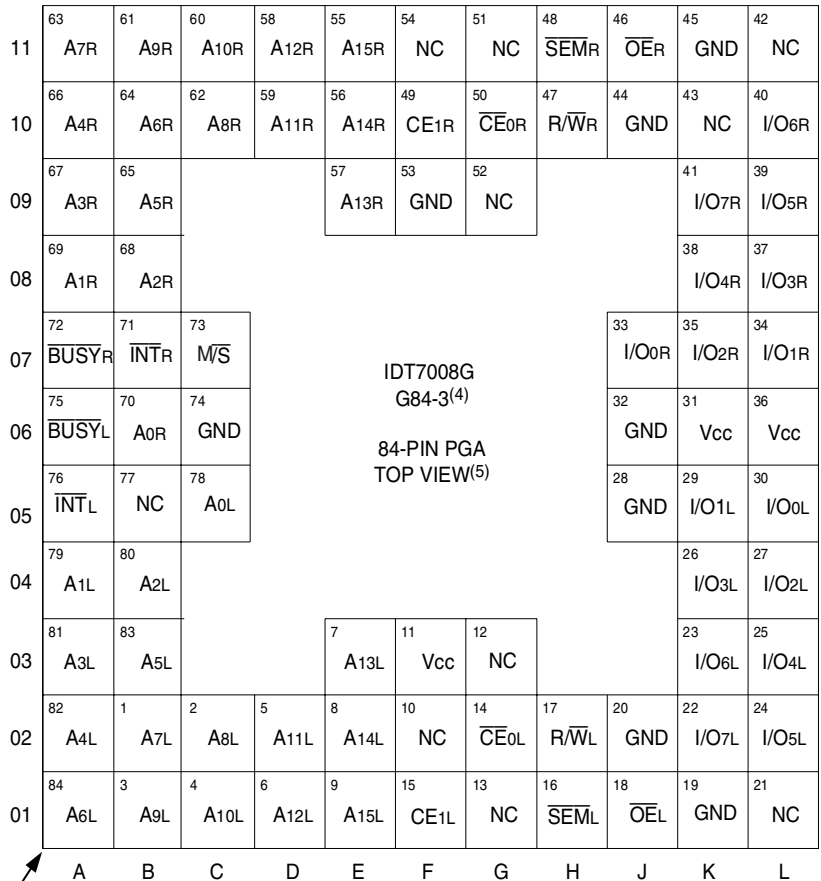 63 61 60 58 55 54 51 48 46 45 42
11 A7R A9R A10R A12R A15R NC NC SEMR OER GND NC
66 64 62 59 56 49 50 47 44 43 40
10 A4R A6R A8R A11R A14R CE1R CE0R R/WR GND NC I/O6R
67 65 57 53 52 41 39
09 A3R A5R A13R GND NC I/O7R I/O5R
69 68 38 37
08 A1R A2R I/O4R I/O3R
72 71 73 33 35 34
07 BUSYR INTR M/S I/O0R I/O2R I/O1R
IDT7008G
G84-3(4)
75 70 74 32 31 36
06 BUSYL A0R GND GND Vcc Vcc
84-PIN PGA
TOP VIEW(5)
76 77 78 28 29 30
05 INTL NC A0L GND I/O1L I/O0L
79 80 26 27
04 A1L A2L I/O3L I/O2L
81 83 7 11 12 23 25
03 A3L A5L A13L Vcc NC I/O6L I/O4L
82 1 2 5 8 10 14 17 20 22 24
02 A4L A7L A8L A11L A14L NC CE0L R/WL GND I/O7L I/O5L
84 3 4 6 9 15 13 16 18 19 21
01 A6L A9L A10L A12L A15L CE1L NC SEML OEL GND NC
A B C D E F G H J K L